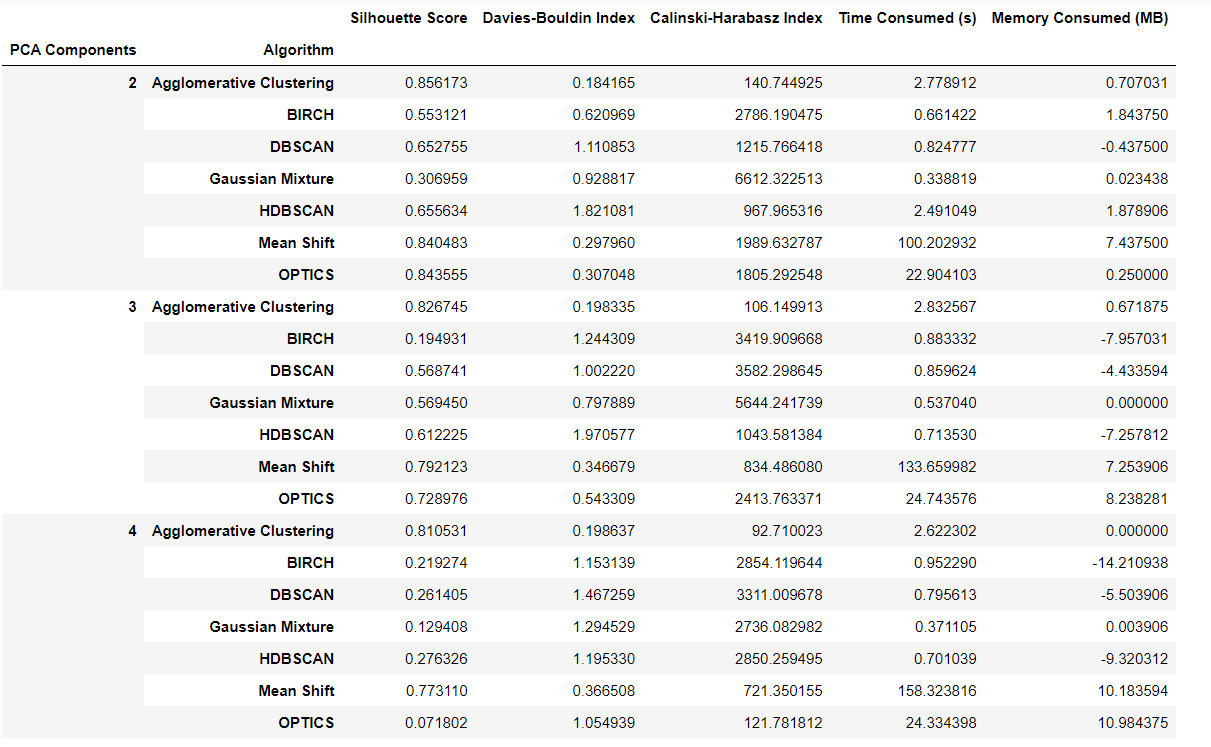 Silhouette Score Davies-Bouldin Index Calinski-Harabasz Index Time Consumed (s) Memory Consumed (MB)
PCA Components Algorithm
2 Agglomerative Clustering 0.856173 0.184165 140.744925 2.778912 0.707031
BIRCH 0.553121 0.620969 2786.190475 0.661422 1.843750
DBSCAN 0.652755 1.110853 1215.766418 0.824777 -0.437500
Gaussian Mixture 0.306959 0.928817 6612.322513 0.338819 0.023438
HDBSCAN 0.655634 1.821081 967.965316 2.491049 1.878906
Mean Shift 0.840483 0.297960 1989.632787 100.202932 7.437500
OPTICS 0.843555 0.307048 1805.292548 22.904103 0.250000
3 Agglomerative Clustering 0.826745 0.198335 106.149913 2.832567 0.671875
BIRCH 0.194931 1.244309 3419.909668 0.883332 -7.957031
DBSCAN 0.568741 1.002220 3582.298645 0.859624 -4.433594
Gaussian Mixture 0.569450 0.797889 5644.241739 0.537040 0.000000
HDBSCAN 0.612225 1.970577 1043.581384 0.713530 -7.257812
Mean Shift 0.792123 0.346679 834.486080 133.659982 7.253906
OPTICS 0.728976 0.543309 2413.763371 24.743576 8.238281
4 Agglomerative Clustering 0.810531 0.198637 92.710023 2.622302 0.000000
BIRCH 0.219274 1.153139 2854.119644 0.952290 -14.210938
DBSCAN 0.261405 1.467259 3311.009678 0.795613 -5.503906
Gaussian Mixture 0.129408 1.294529 2736.082982 0.371105 0.003906
HDBSCAN 0.276326 1.195330 2850.259495 0.701039 -9.320312
Mean Shift 0.773110 0.366508 721.350155 158.323816 10.183594
OPTICS 0.071802 1.054939 121.781812 24.334398 10.984375